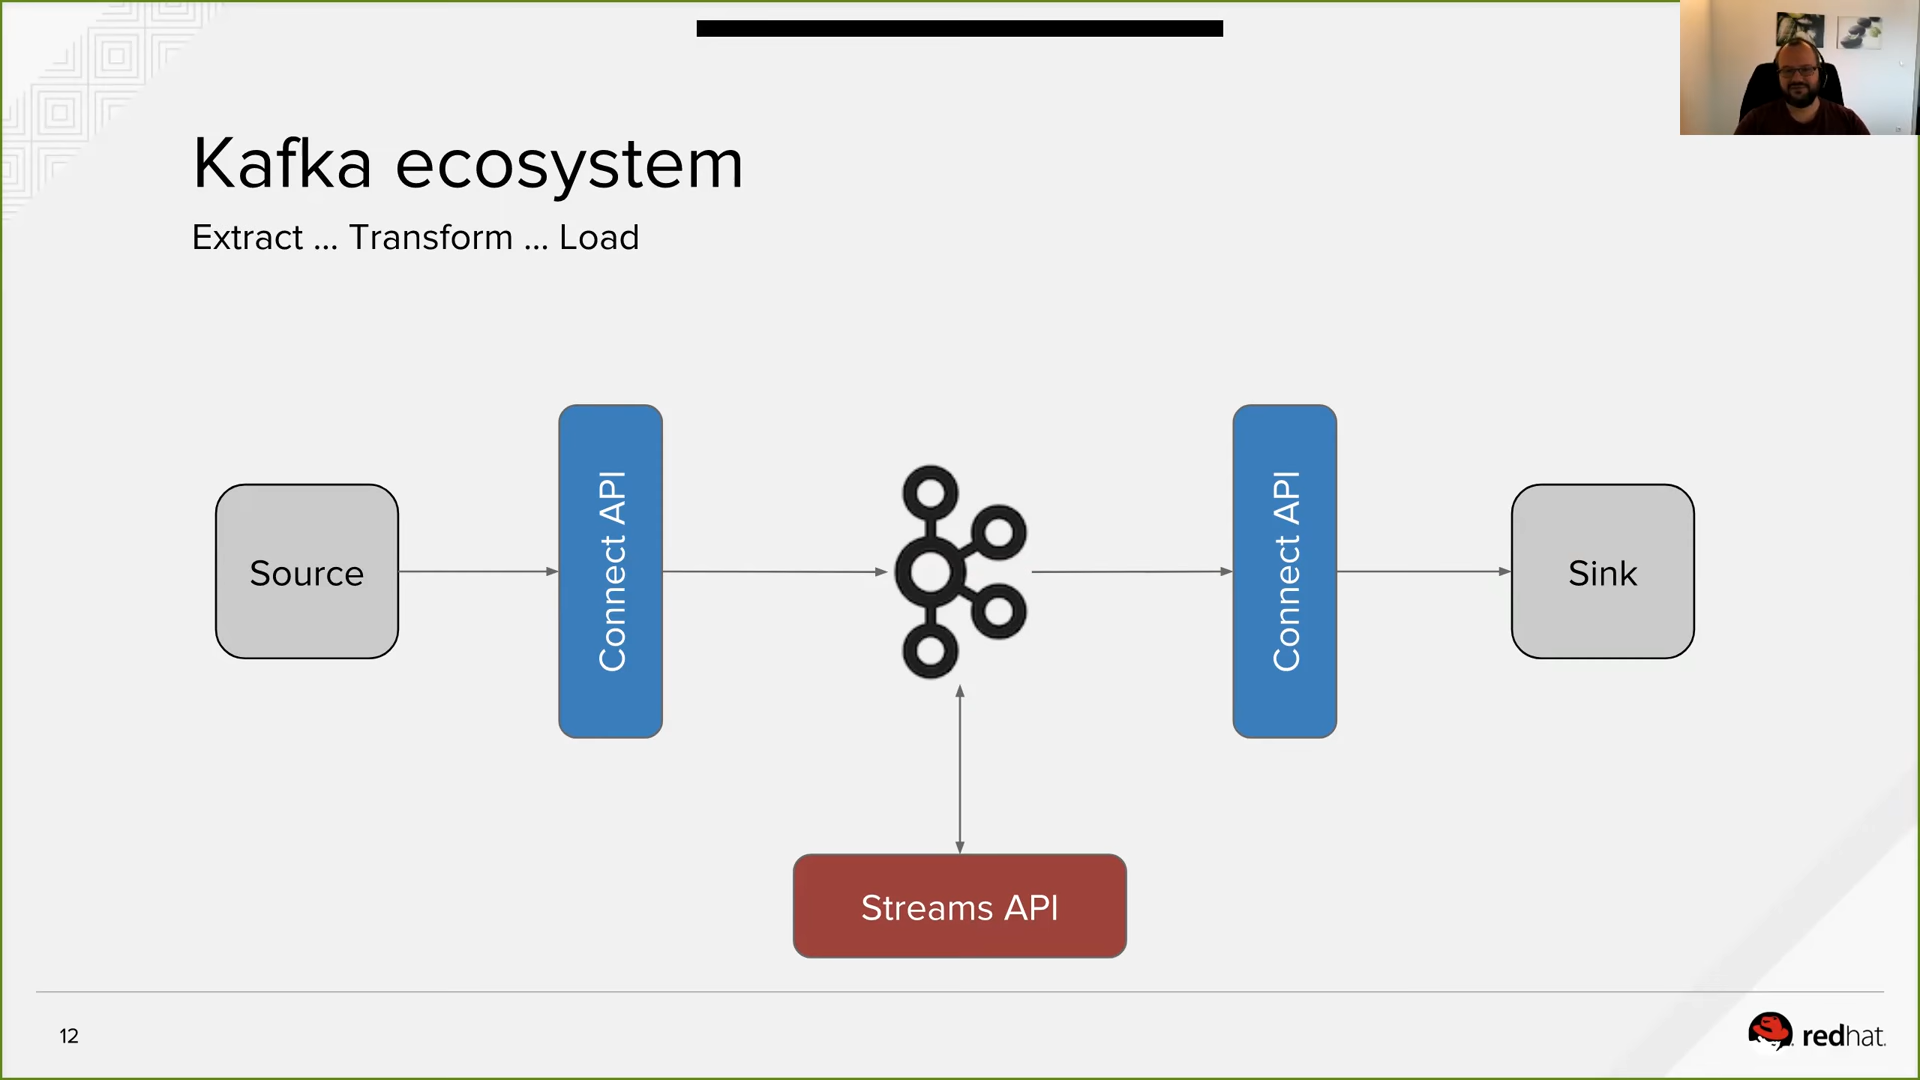 Kafka ecosystem
Extract ... Transform ... Load
Source
Connect API
Connect API
Sink
Streams API
12
redhat.